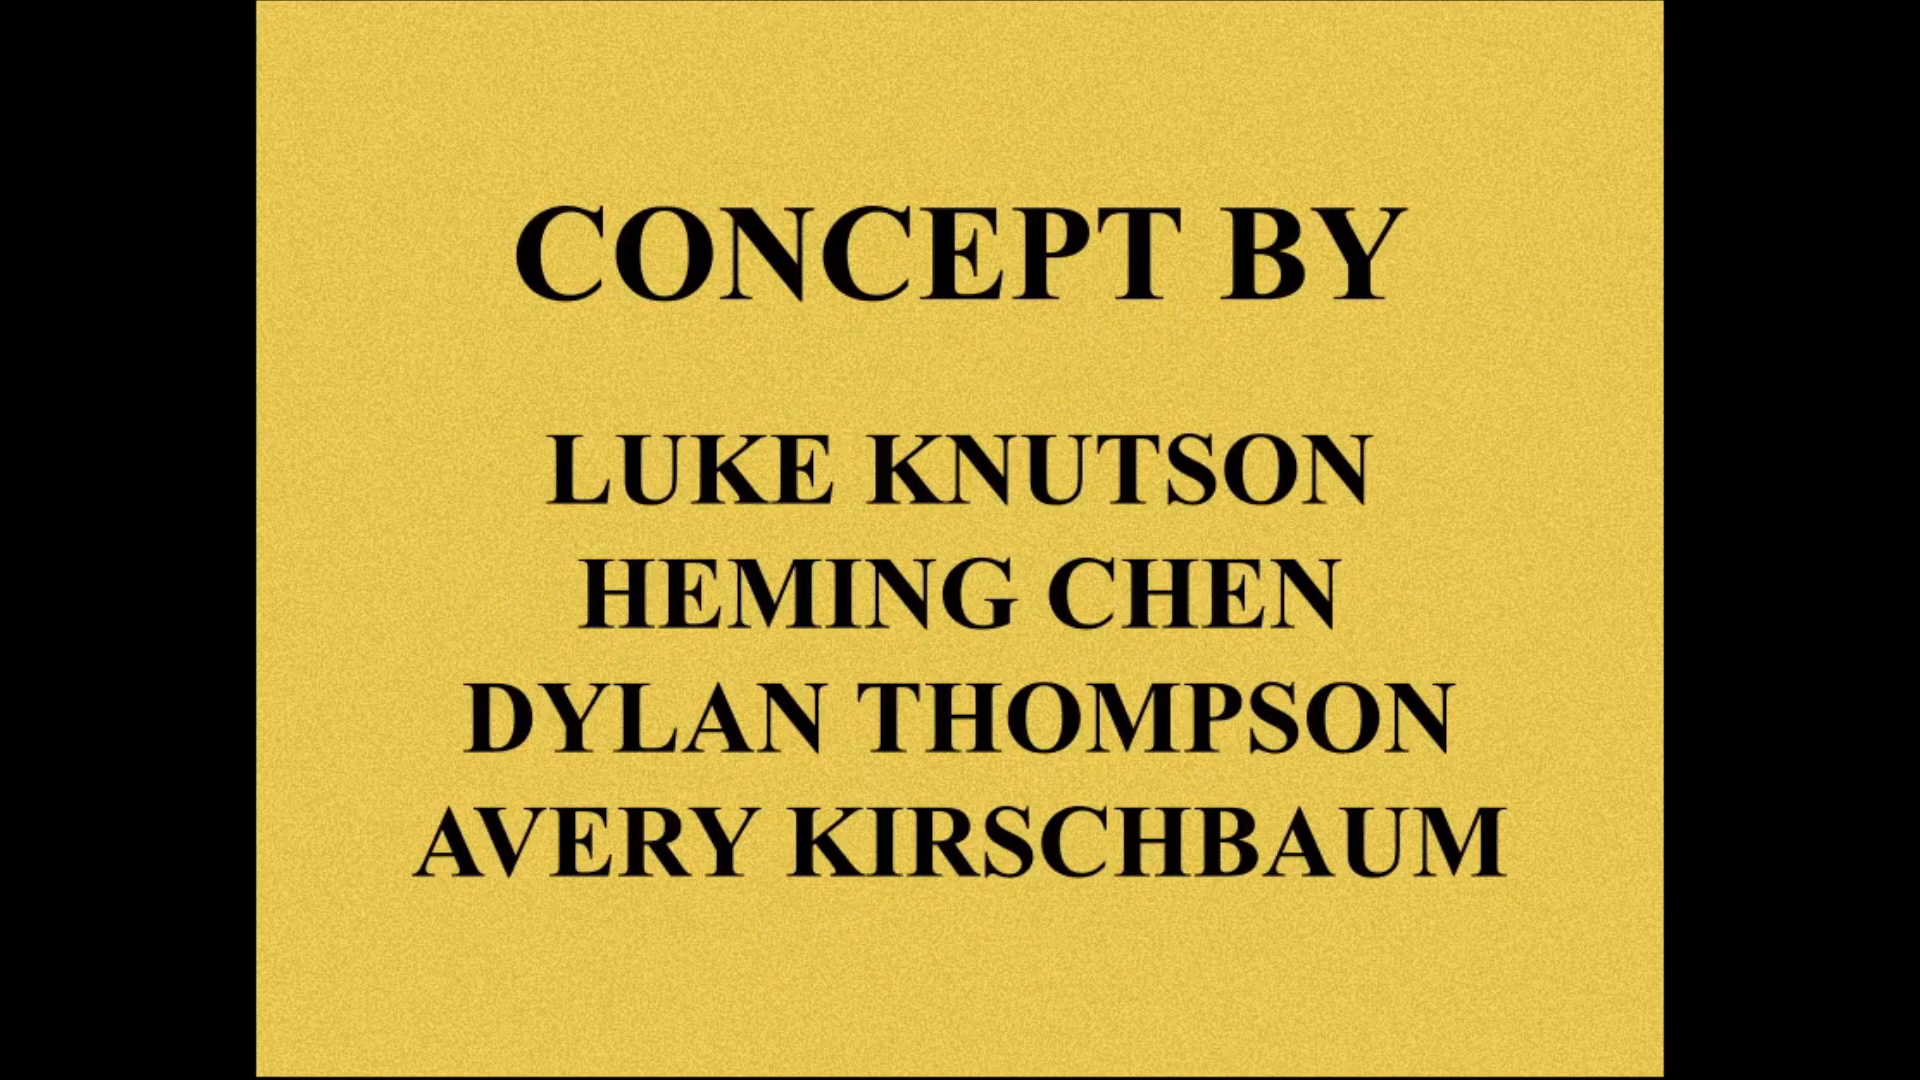 CONCEPT BY
LUKE KNUTSON
HEMING CHEN
DYLAN THOMPSON
AVERY KIRSCHBAUM